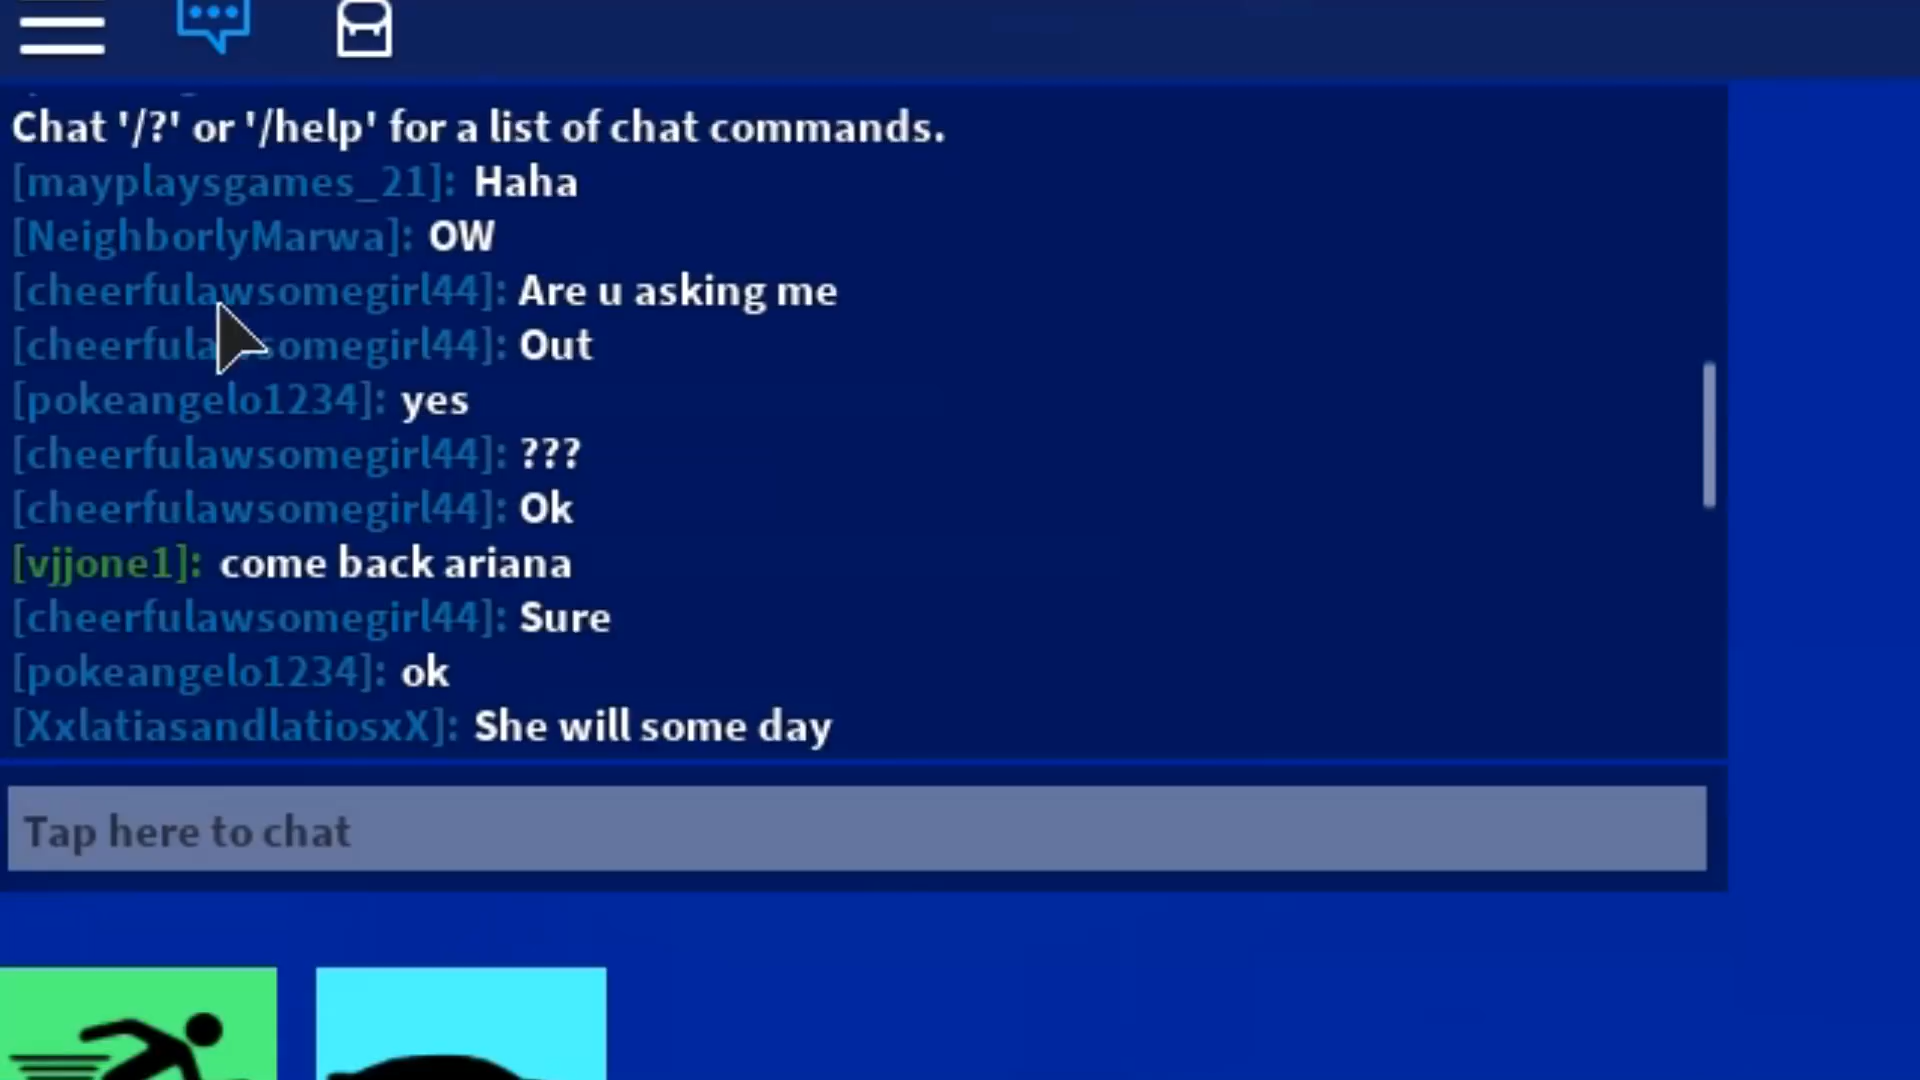 Chat '/?' or '/help' for a list of chat commands.
[mayplaysgames_21]: Haha
[NeighborlyMarwa]: OW
[cheerfulawsomegirl44]: Are u asking me
[cheerfulawsomegirl44]: Out
[pokeangelo1234]: yes
[cheerfulawsomegirl44]: ???
[cheerfulawsomegirl44]: Ok
[vjjone1]: come back ariana
[cheerfulawsomegirl44]: Sure
[pokeangelo1234]: ok
[XxlatiasandlatiosxX]: She will some day
Tap here to chat